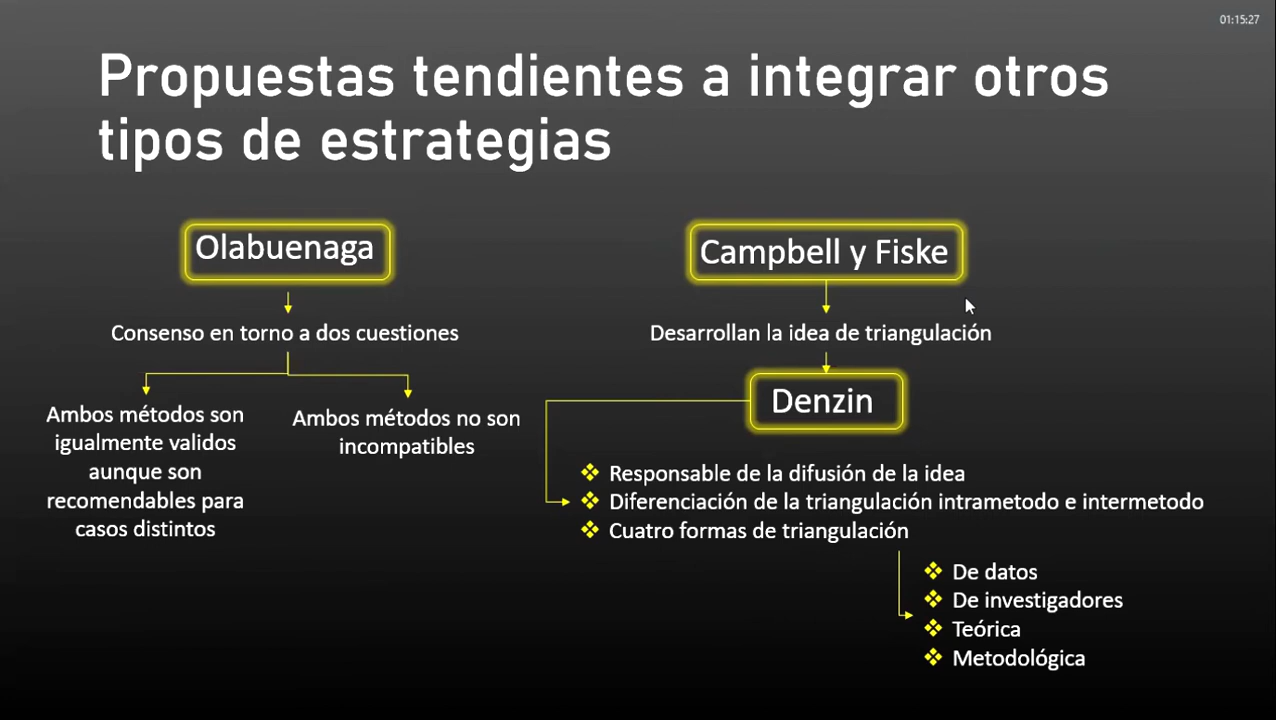 01:15:27
Propuestas tendientes a integrar otros
tipos de estrategias
Olabuenaga
Consenso en torno a dos cuestiones
Ambos métodos son
igualmente validos
aunque son
recomendables para
casos distintos
Ambos métodos no son
incompatibles
Campbell y Fiske
Desarrollan la idea de triangulación
Denzin
Responsable de la difusión de la idea
Diferenciación de la triangulación intrametodo e intermetodo
Cuatro formas de triangulación
De datos
De investigadores
Teórica
Metodológica